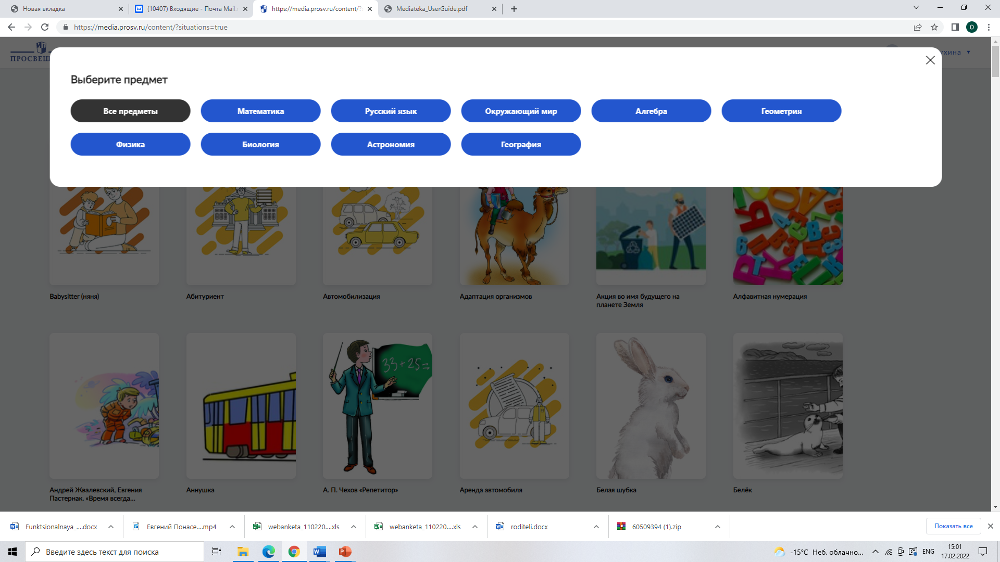 Новая вкладка
(10407) Входящие - Почта Mail.
https://media.prosv.ru/content/?
Mediateka_UserGuide.pdf
https://media.prosv.ru/content/?situations=true
O
ПРОСВЕЩ
ухина
Выберите предмет
Все предметы
Математика
Русский язык
Окружающий мир
Алгебра
Геометрия
Физика
Биология
Астрономия
География
Babysitter (няня)
Абитуриент
Автомобилизация
Адаптация организмов
Акция во имя будущего на
планете Земля
Алфавитная нумерация
33+25=
Андрей Жвалевский, Евгения
Пастернак. «Время всегда...
Аннушка
А. П. Чехов «Репетитор»
Аренда автомобиля
Белая шубка
Белёк
Funktsionalnaya_....docx
Евгений Понасе....mp4
webanketa_110220....xls
webanketa_110220....xls
roditeli.docx
60509394 (1).zip
Показать все
Введите здесь текст для поиска
-15°C Неб. облачно...
ENG
15:01
17.02.2022